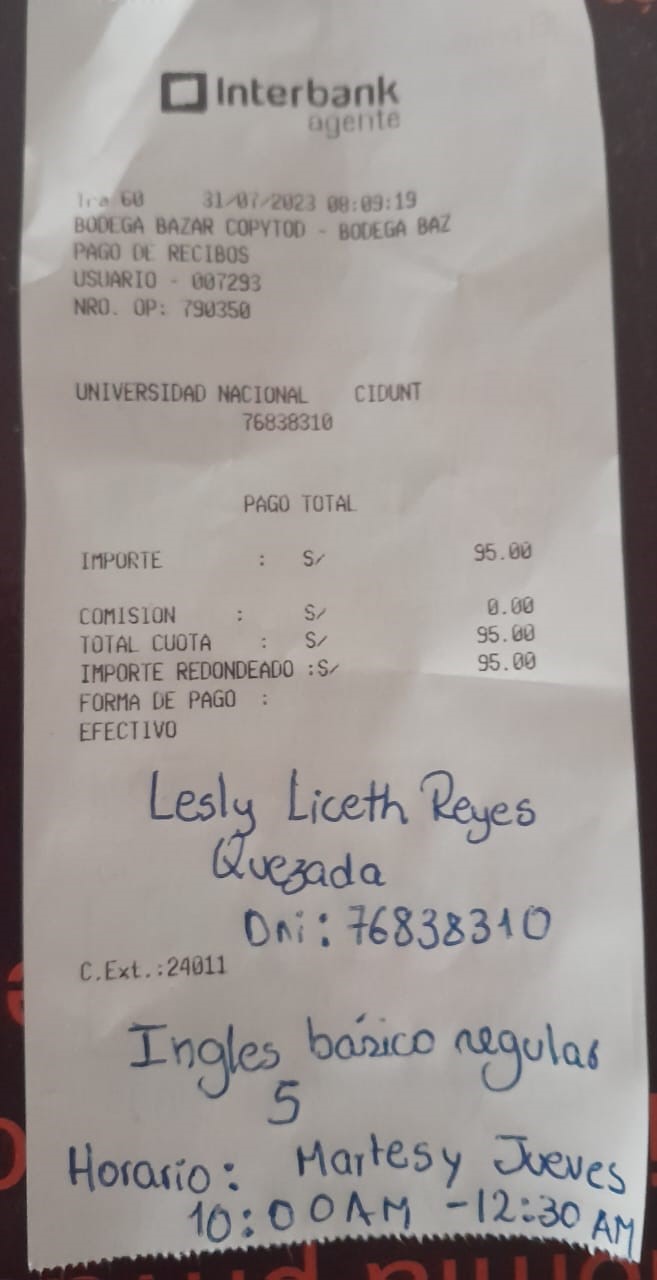 Interbank
agente
Tra 60 31/07/2023 08:09:19
BODEGA BAZAR COPYTOD - BODEGA BAZ
PAGO DE RECIBOS
USUARIO - 007293
NRO. OP: 790350
UNIVERSIDAD NACIONAL CIDUNT
76838310
PAGO TOTAL
IMPORTE : S/ 95.00
COMISION : S/ 0.00
TOTAL CUOTA : S/ 95.00
IMPORTE REDONDEADO :S/ 95.00
FORMA DE PAGO :
EFECTIVO
Lesly Liceth Reyes
Quezada
Dni: 76838310
C.Ext.:24011
Ingles básico regular
5
Horario: Martes y Jueves
10:00AM -12:30 AM